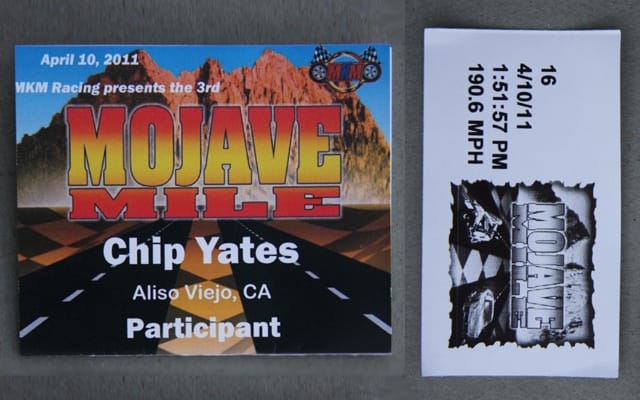 April 10, 2011
MKM Racing presents the 3rd
MKM
MOJAVE
MILE
Chip Yates
Aliso Viejo, CA
Participant
16
4/10/11
1:51:57 PM
190.6 MPH
MOJAVE
MILE